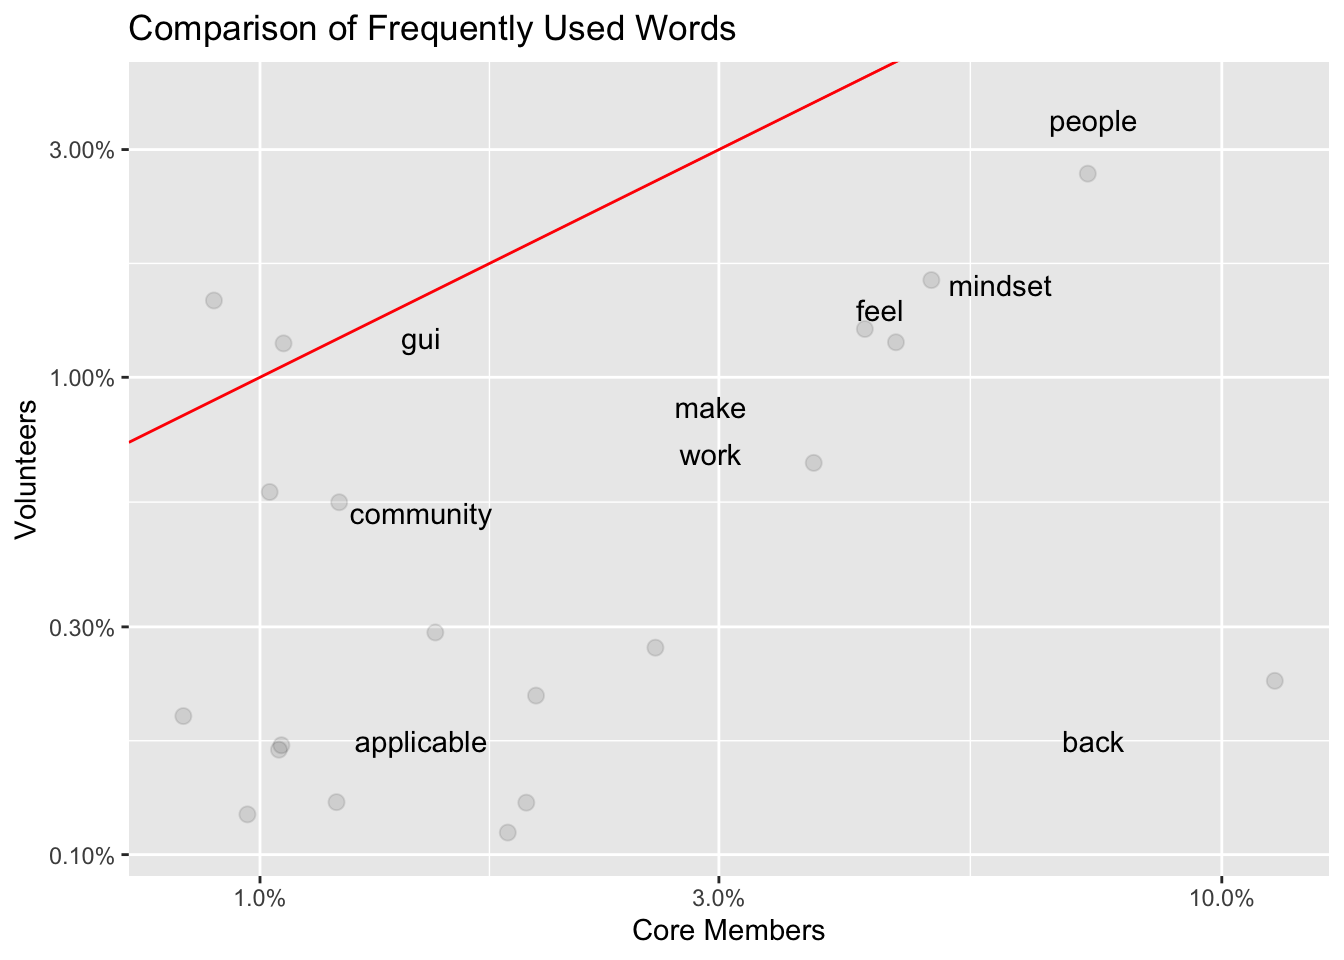 Comparison of Frequently Used Words
people
3.00%
mindset
feel
gui
1.00%
make
work
community
Volunteers
0.30%
applicable
back
0.10%
1.0%
3.0%
10.0%
Core Members